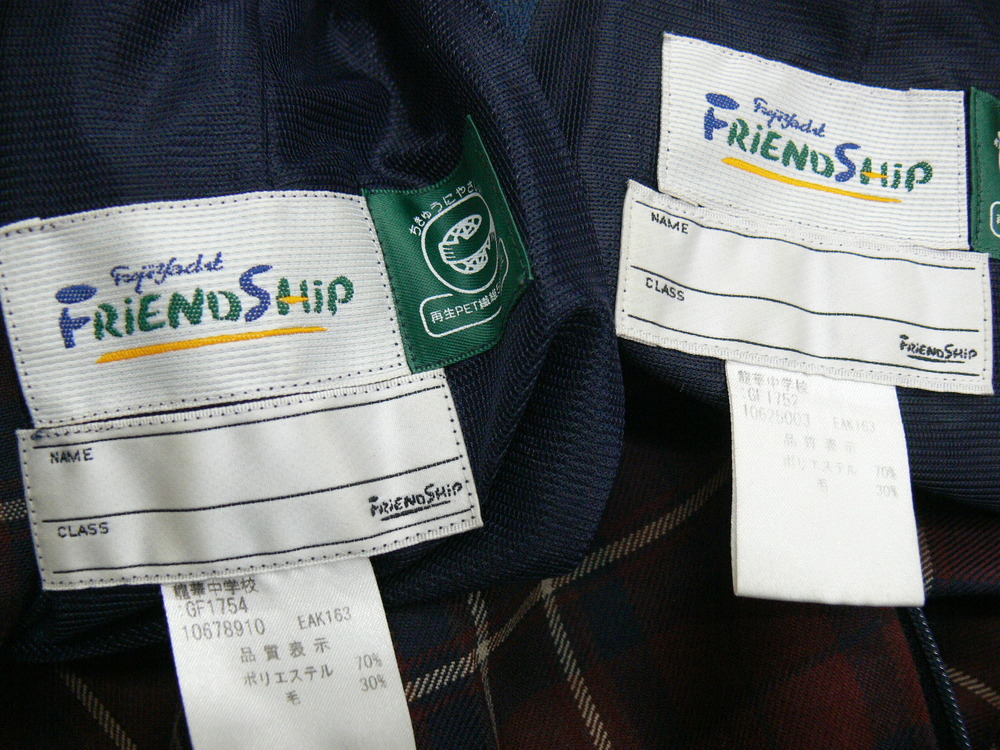 FujiYacht
FRiENDSHiP
ちきゅうにやさ
再生PET繊維
NAME
CLASS
FRiENDSHiP
龍華中学校
:GF1754
10678910 EAK163
品質表示
ポリエステル 70%
毛 30%
FujiYacht
FRiENDSHiP
NAME
CLASS
FRiENDSHiP
龍華中学校
:GF1752
10675003 EAK163
品質表示
ポリエステル 70%
毛 30%